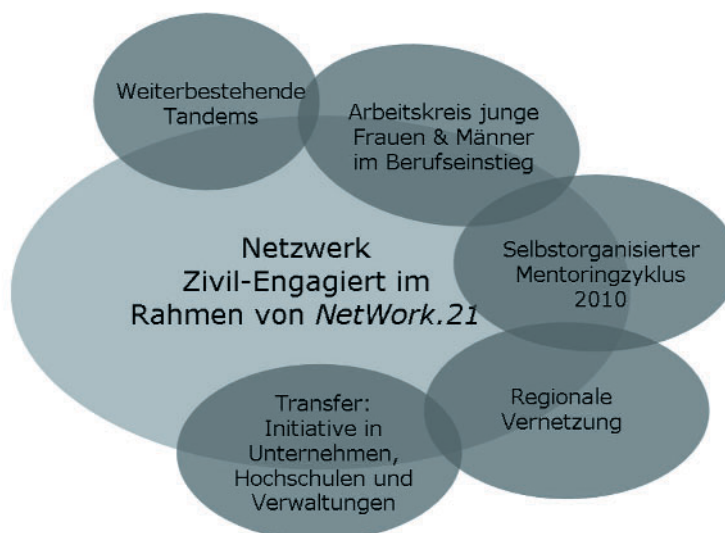 Weiterbestehende
Tandems
Arbeitskreis junge
Frauen & Männer
im Berufseinstieg
Netzwerk
Zivil-Engagiert im
Rahmen von NetWork.21
Selbstorganisierter
Mentoringzyklus
2010
Regionale
Vernetzung
Transfer:
Initiative in
Unternehmen,
Hochschulen und
Verwaltungen